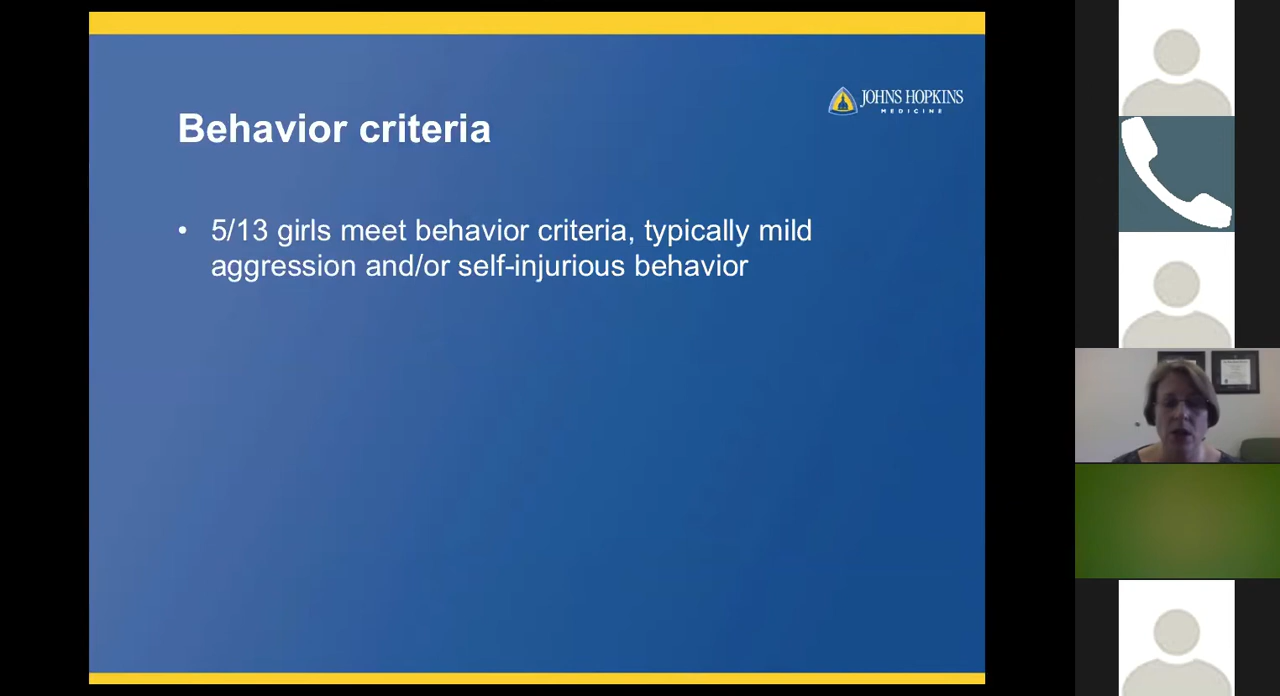 JOHNS HOPKINS
MEDICINE
Behavior criteria
• 5/13 girls meet behavior criteria, typically mild
aggression and/or self-injurious behavior